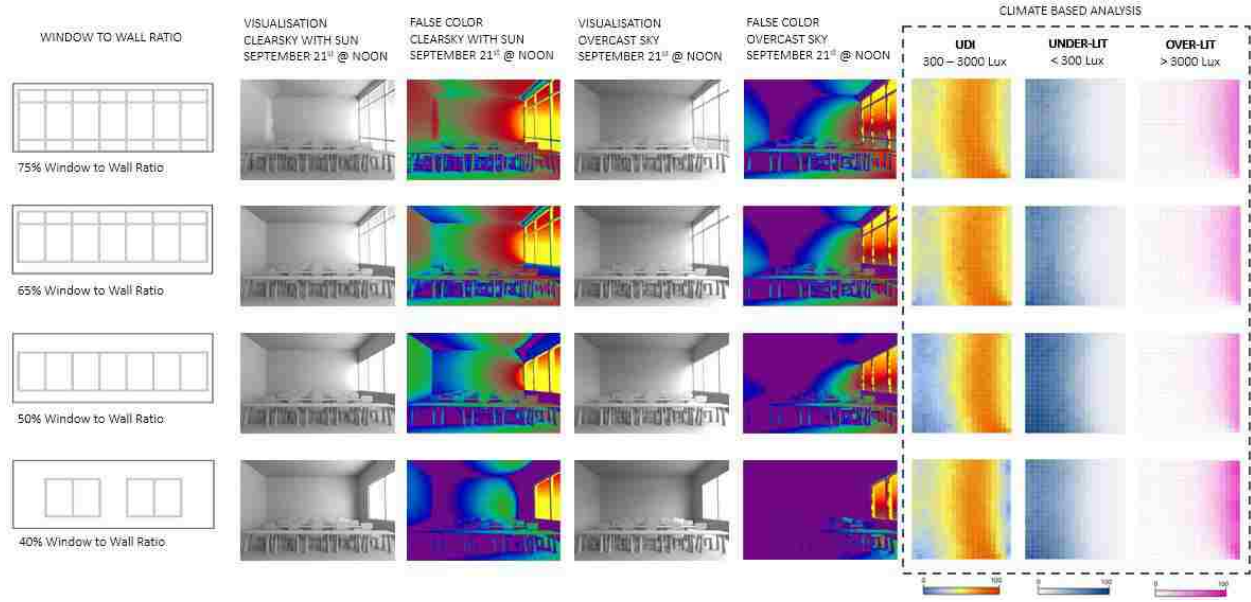 CLIMATE BASED ANALYSIS
WINDOW TO WALL RATIO
VISUALISATION
CLEARSKY WITH SUN
SEPTEMBER 21ST @ NOON
FALSE COLOR
CLEARSKY WITH SUN
SEPTEMBER 21ST @ NOON
VISUALISATION
OVERCAST SKY
SEPTEMBER 21ST @ NOON
FALSE COLOR
OVERCAST SKY
SEPTEMBER 21st @ NOON
UDI
300 – 3000 Lux
UNDER-LIT
< 300 Lux
OVER-LIT
> 3000 Lux
75% Window to Wall Ratio
65% Window to Wall Ratio
50% Window to Wall Ratio
40% Window to Wall Ratio
0 100
0 100
0 100